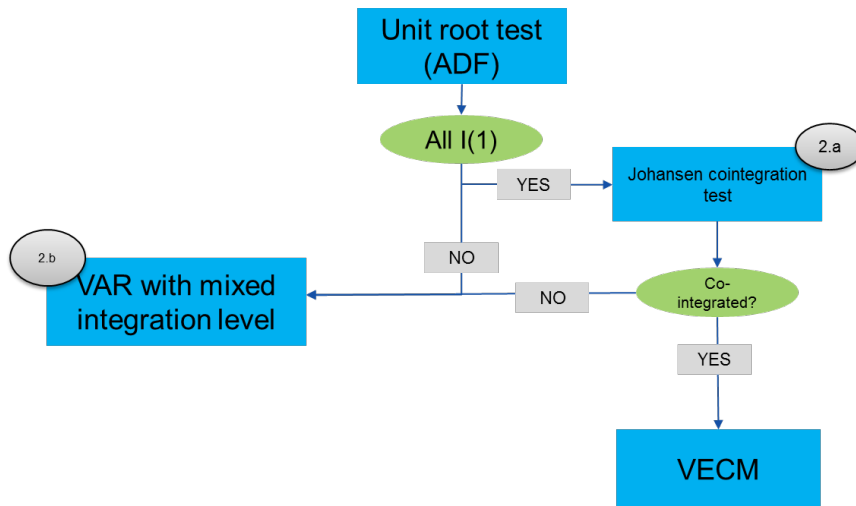 Unit root test
(ADF)
All I(1)
2.a
YES
Johansen cointegration
test
NO
2.b
VAR with mixed
integration level
NO
Co-
integrated?
YES
VECM